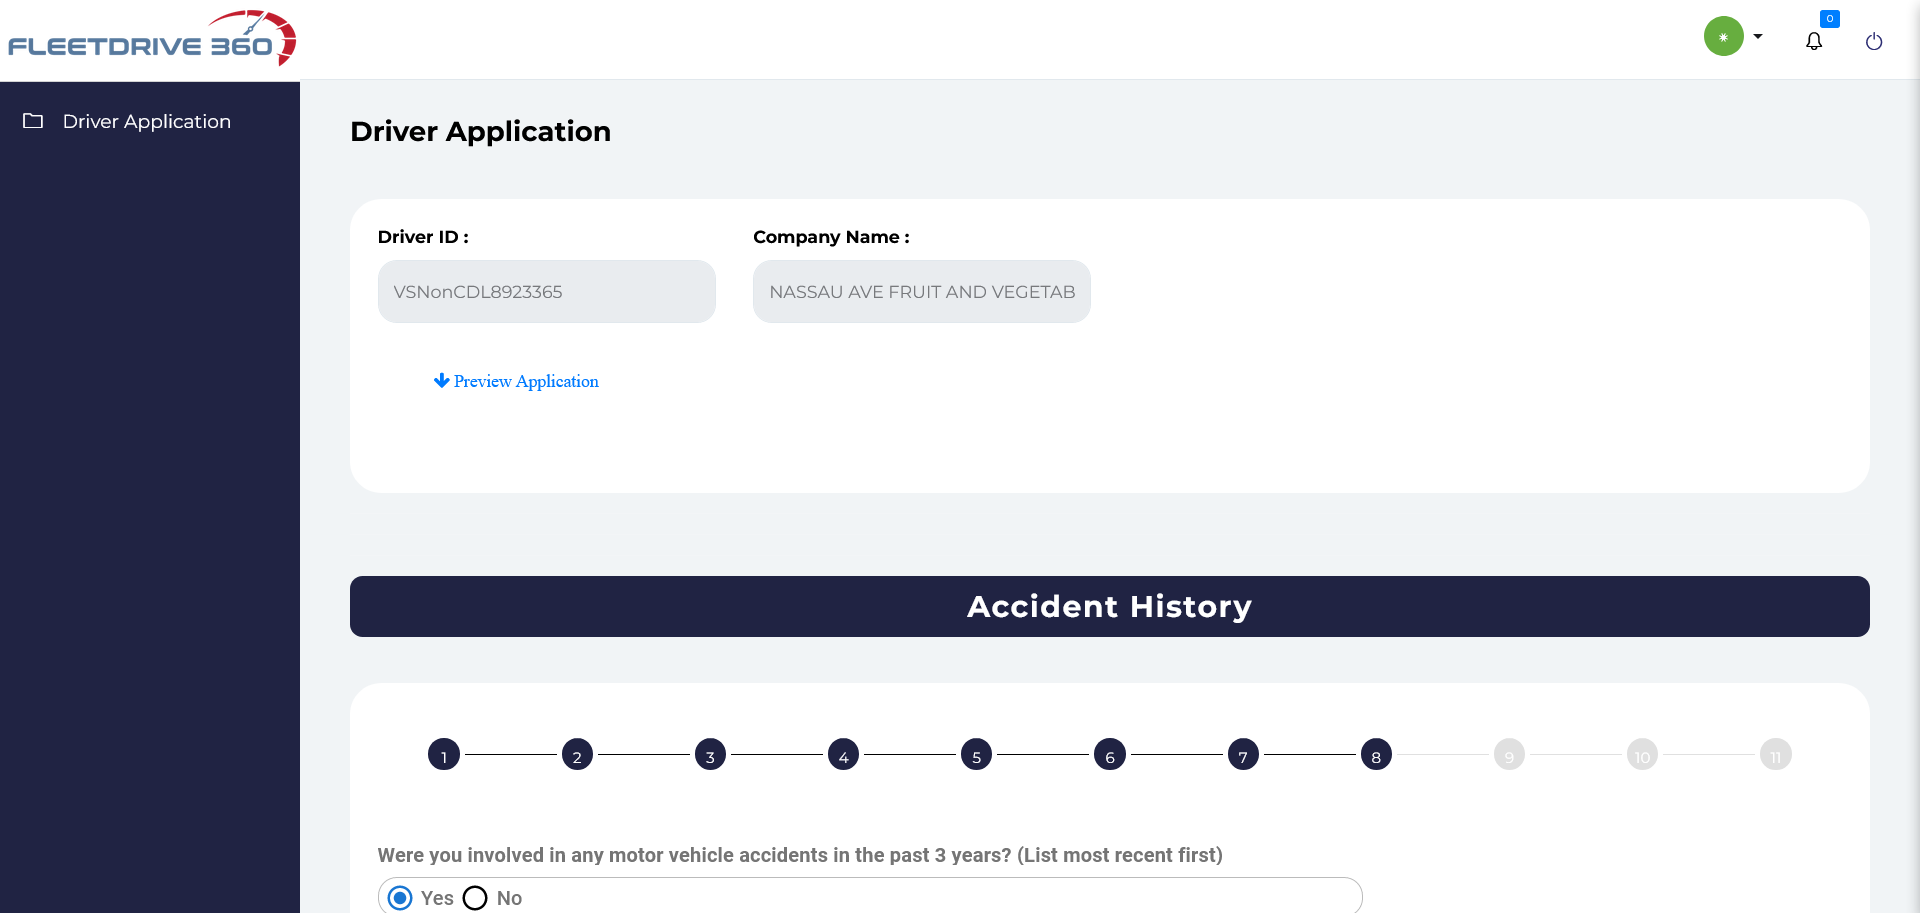 FLEETDRIVE 360
0
Driver Application
Driver Application
Driver ID :
Company Name :
VSNonCDL8923365
NASSAU AVE FRUIT AND VEGETAB
Preview Application
Accident History
1 2 3 4 5 6 7 8 9 10 11
Were you involved in any motor vehicle accidents in the past 3 years? (List most recent first)
Yes No